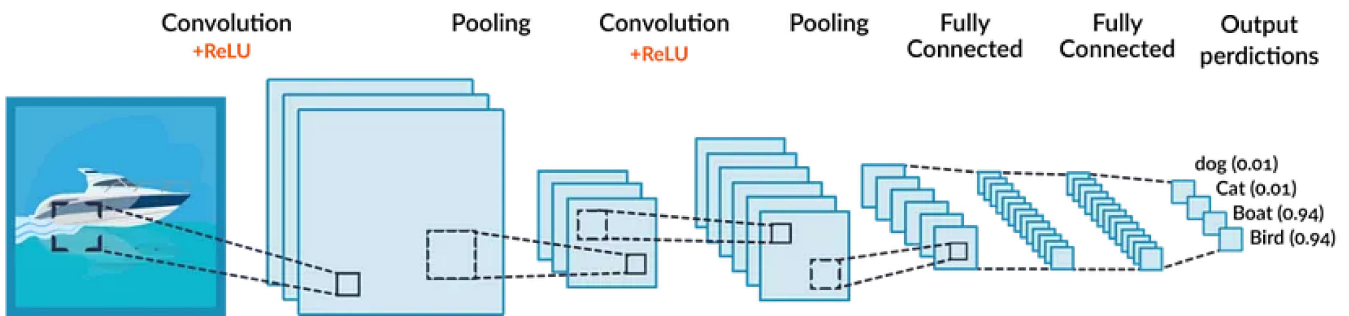 Convolution
+ReLU
Pooling
Convolution
+ReLU
Pooling
Fully
Connected
Fully
Connected
Output
perdictions
dog (0.01)
Cat (0.01)
Boat (0.94)
Bird (0.94)